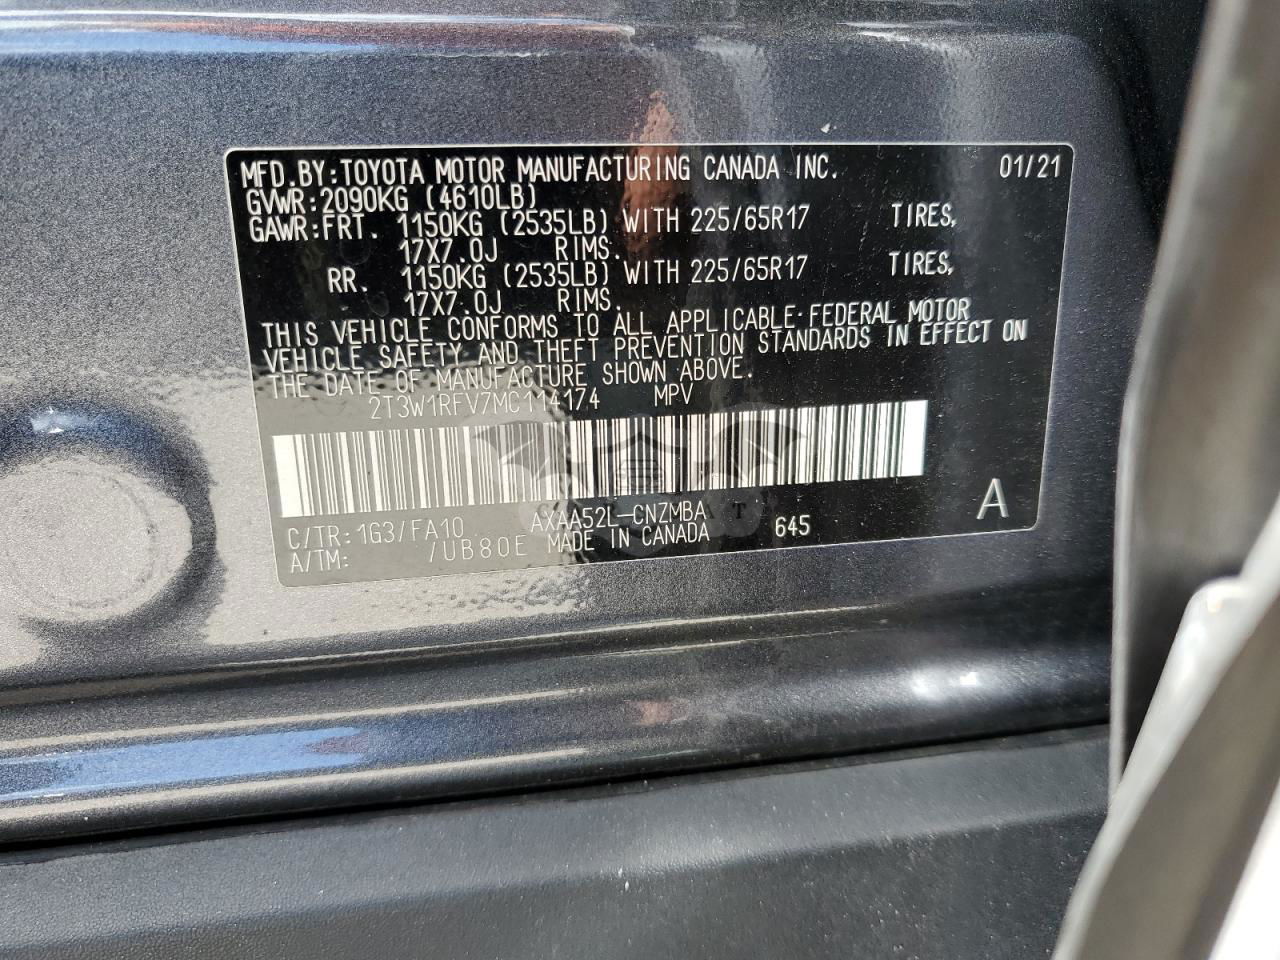 MFD.BY:TOYOTA MOTOR MANUFACTURING CANADA INC. 01/21
GVWR:2090KG (4610LB)
GAWR:FRT. 1150KG (2535LB) WITH 225/65R17 TIRES,
17X7.0J RIMS.
RR. 1150KG (2535LB) WITH 225/65R17 TIRES,
17X7.0J RIMS.
THIS VEHICLE CONFORMS TO ALL APPLICABLE FEDERAL MOTOR
VEHICLE SAFETY AND THEFT PREVENTION STANDARDS IN EFFECT ON
THE DATE OF MANUFACTURE SHOWN ABOVE.
2T3W1RFV7MC114174 MPV
C/TR:1G3/FA10 AXAA52L-CNZMBA
A/TM: /UB80E MADE IN CANADA 645 A